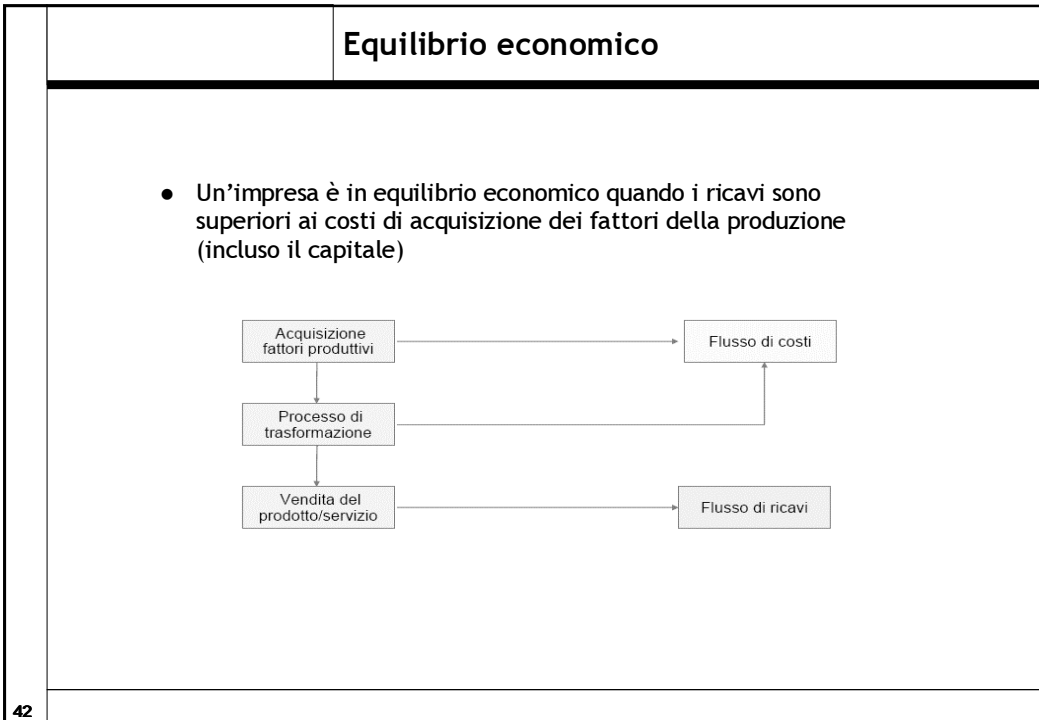 Equilibrio economico
● Un’impresa è in equilibrio economico quando i ricavi sono
superiori ai costi di acquisizione dei fattori della produzione
(incluso il capitale)
Acquisizione
fattori produttivi
Flusso di costi
Processo di
trasformazione
Vendita del
prodotto/servizio
Flusso di ricavi
42